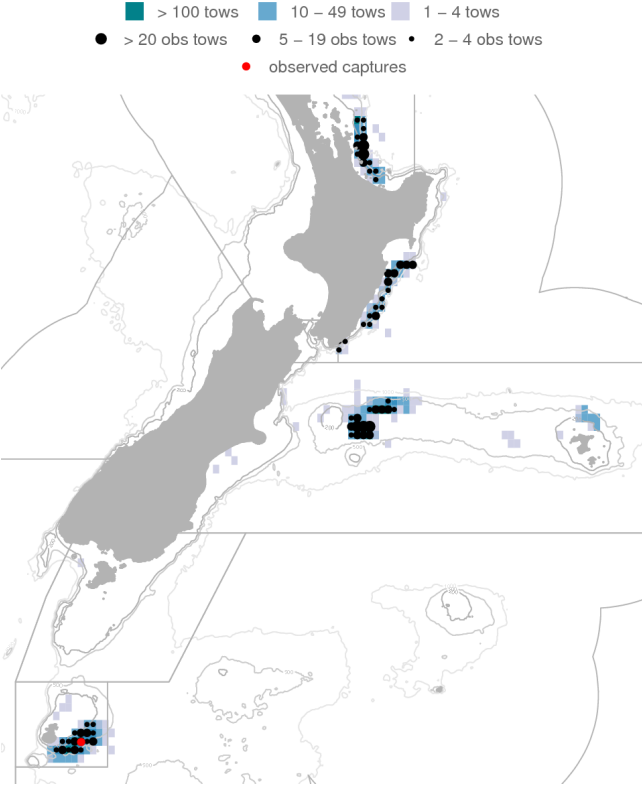 > 100 tows 10 − 49 tows 1 − 4 tows
> 20 obs tows 5 − 19 obs tows 2 − 4 obs tows
observed captures